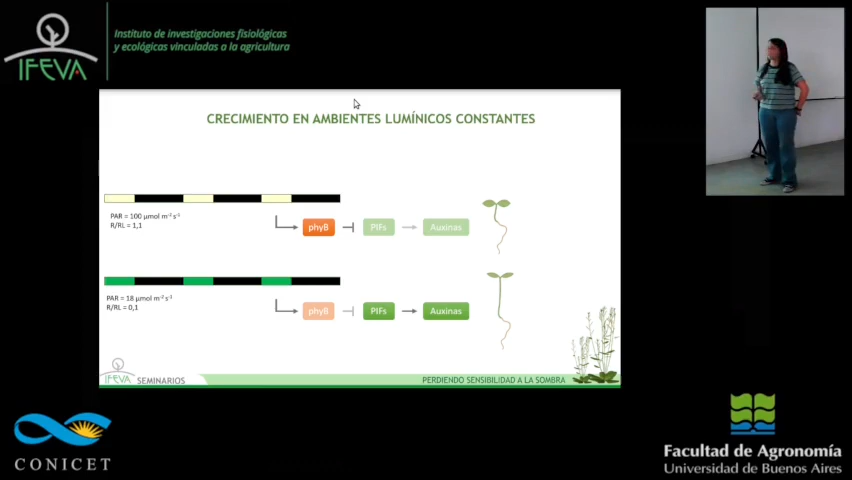 IFEVA
Instituto de investigaciones fisiológicas
y ecológicas vinculadas a la agricultura
CRECIMIENTO EN AMBIENTES LUMÍNICOS CONSTANTES
PAR = 100 µmol m⁻² s⁻¹
R/RL = 1,1
phyB
PIFs
Auxinas
PAR = 18 µmol m⁻² s⁻¹
R/RL = 0,1
phyB
PIFs
Auxinas
IFEVA SEMINARIOS
PERDIENDO SENSIBILIDAD A LA SOMBRA
CONICET
Facultad de Agronomía
Universidad de Buenos Aires